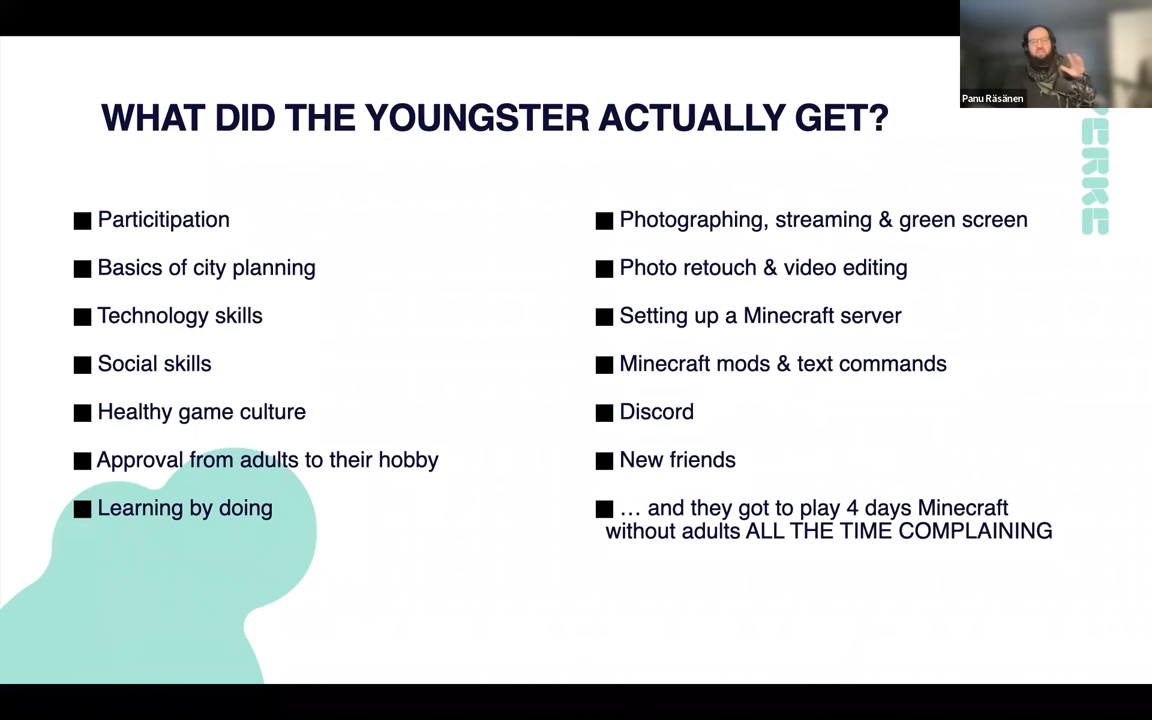 Panu Räsänen
WHAT DID THE YOUNGSTER ACTUALLY GET?
Particitipation
Basics of city planning
Technology skills
Social skills
Healthy game culture
Approval from adults to their hobby
Learning by doing
Photographing, streaming & green screen
Photo retouch & video editing
Setting up a Minecraft server
Minecraft mods & text commands
Discord
New friends
… and they got to play 4 days Minecraft
without adults ALL THE TIME COMPLAINING